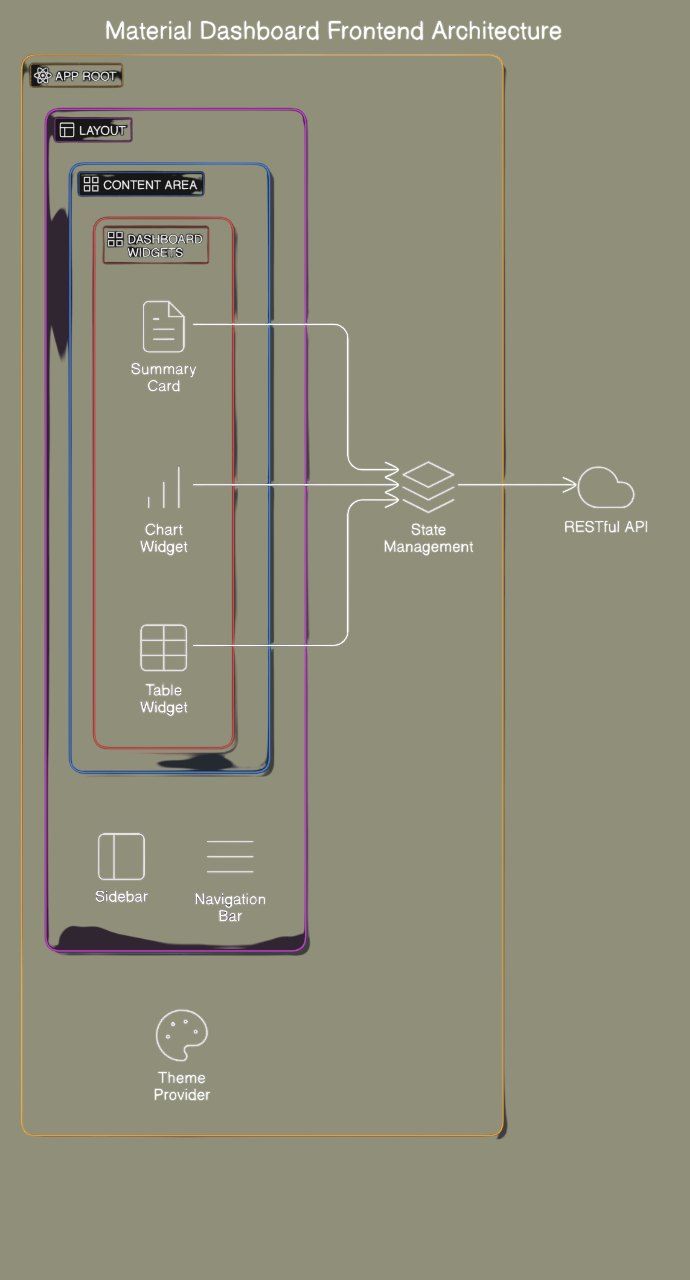 Material Dashboard Frontend Architecture
APP ROOT
LAYOUT
CONTENT AREA
DASHBOARD
WIDGETS
Summary
Card
Chart
Widget
State
Management
RESTful API
Table
Widget
Sidebar
Navigation
Bar
Theme
Provider